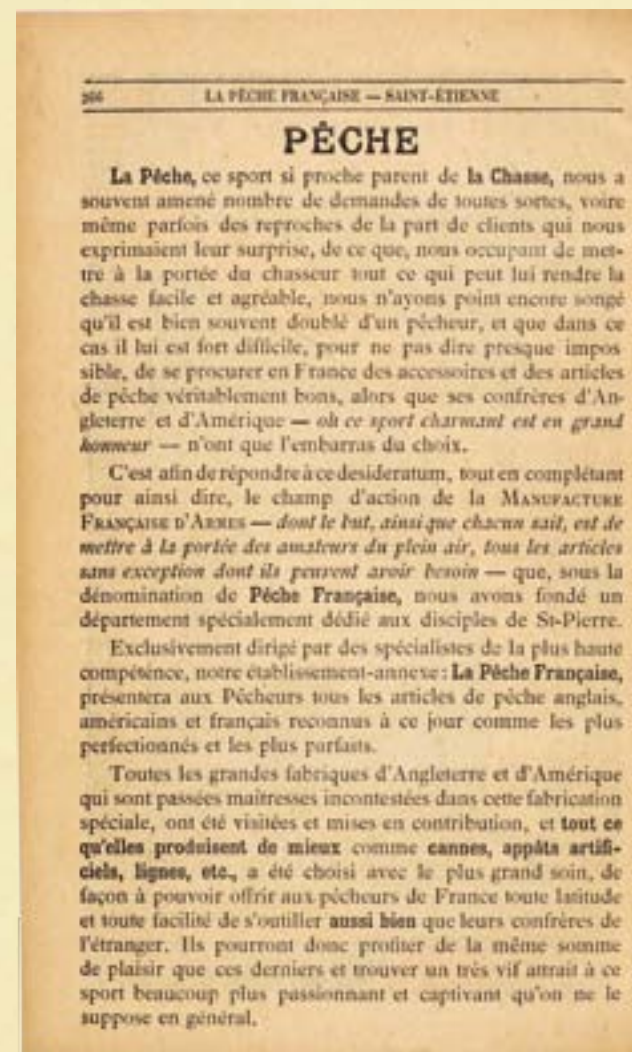 266 LA PÊCHE FRANÇAISE — SAINT-ÉTIENNE
PÊCHE
La Pêche, ce sport si proche parent de la Chasse, nous a
souvent amené nombre de demandes de toutes sortes, voire
même parfois des reproches de la part de clients qui nous
exprimaient leur surprise, de ce que, nous occupant de met-
tre à la portée du chasseur tout ce qui peut lui rendre la
chasse facile et agréable, nous n'ayons point encore songé
qu'il est bien souvent doublé d'un pêcheur, et que dans ce
cas il lui est fort difficile, pour ne pas dire presque impos
sible, de se procurer en France des accessoires et des articles
de pêche véritablement bons, alors que ses confrères d'An-
gleterre et d'Amérique — où ce sport charmant est en grand
honneur — n'ont que l'embarras du choix.
C'est afin de répondre à ce desideratum, tout en complétant
pour ainsi dire, le champ d'action de la MANUFACTURE
FRANÇAISE D'ARMES — dont le but, ainsi que chacun sait, est de
mettre à la portée des amateurs du plein air, tous les articles
sans exception dont ils peuvent avoir besoin — que, sous la
dénomination de Pêche Française, nous avons fondé un
département spécialement dédié aux disciples de St-Pierre.
Exclusivement dirigé par des spécialistes de la plus haute
compétence, notre établissement-annexe : La Pêche Française,
présentera aux Pêcheurs tous les articles de pêche anglais,
américains et français reconnus à ce jour comme les plus
perfectionnés et les plus parfaits.
Toutes les grandes fabriques d'Angleterre et d'Amérique
qui sont passées maîtresses incontestées dans cette fabrication
spéciale, ont été visitées et mises en contribution, et tout ce
qu'elles produisent de mieux comme cannes, appâts artifi-
ciels, lignes, etc., a été choisi avec le plus grand soin, de
façon à pouvoir offrir aux pêcheurs de France toute latitude
et toute facilité de s'outiller aussi bien que leurs confrères de
l'étranger. Ils pourront donc profiter de la même somme
de plaisir que ces derniers et trouver un très vif attrait à ce
sport beaucoup plus passionnant et captivant qu'on ne le
suppose en général.